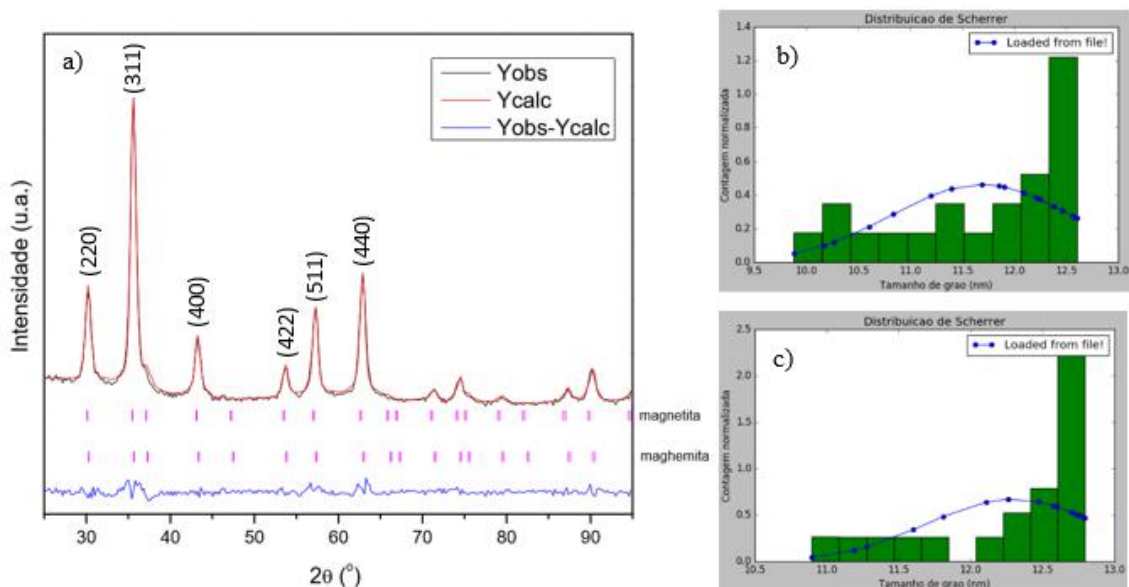 a)
(220)
(311)
(400)
(422)
(511)
(440)
Yobs
Ycalc
Yobs-Ycalc
Intensidade (u.a.)
magnetita
maghemita
30 40 50 60 70 80 90
2θ (°)
Distribuicao de Scherrer
b)
Loaded from file!
Contagem normalizada
1.4
1.2
1.0
0.8
0.6
0.4
0.2
0.0
9.5 10.0 10.5 11.0 11.5 12.0 12.5 13.0
Tamanho de grao (nm)
Distribuicao de Scherrer
c)
Loaded from file!
Contagem normalizada
2.5
2.0
1.5
1.0
0.5
0.0
10.5 11.0 11.5 12.0 12.5 13.0
Tamanho de grao (nm)